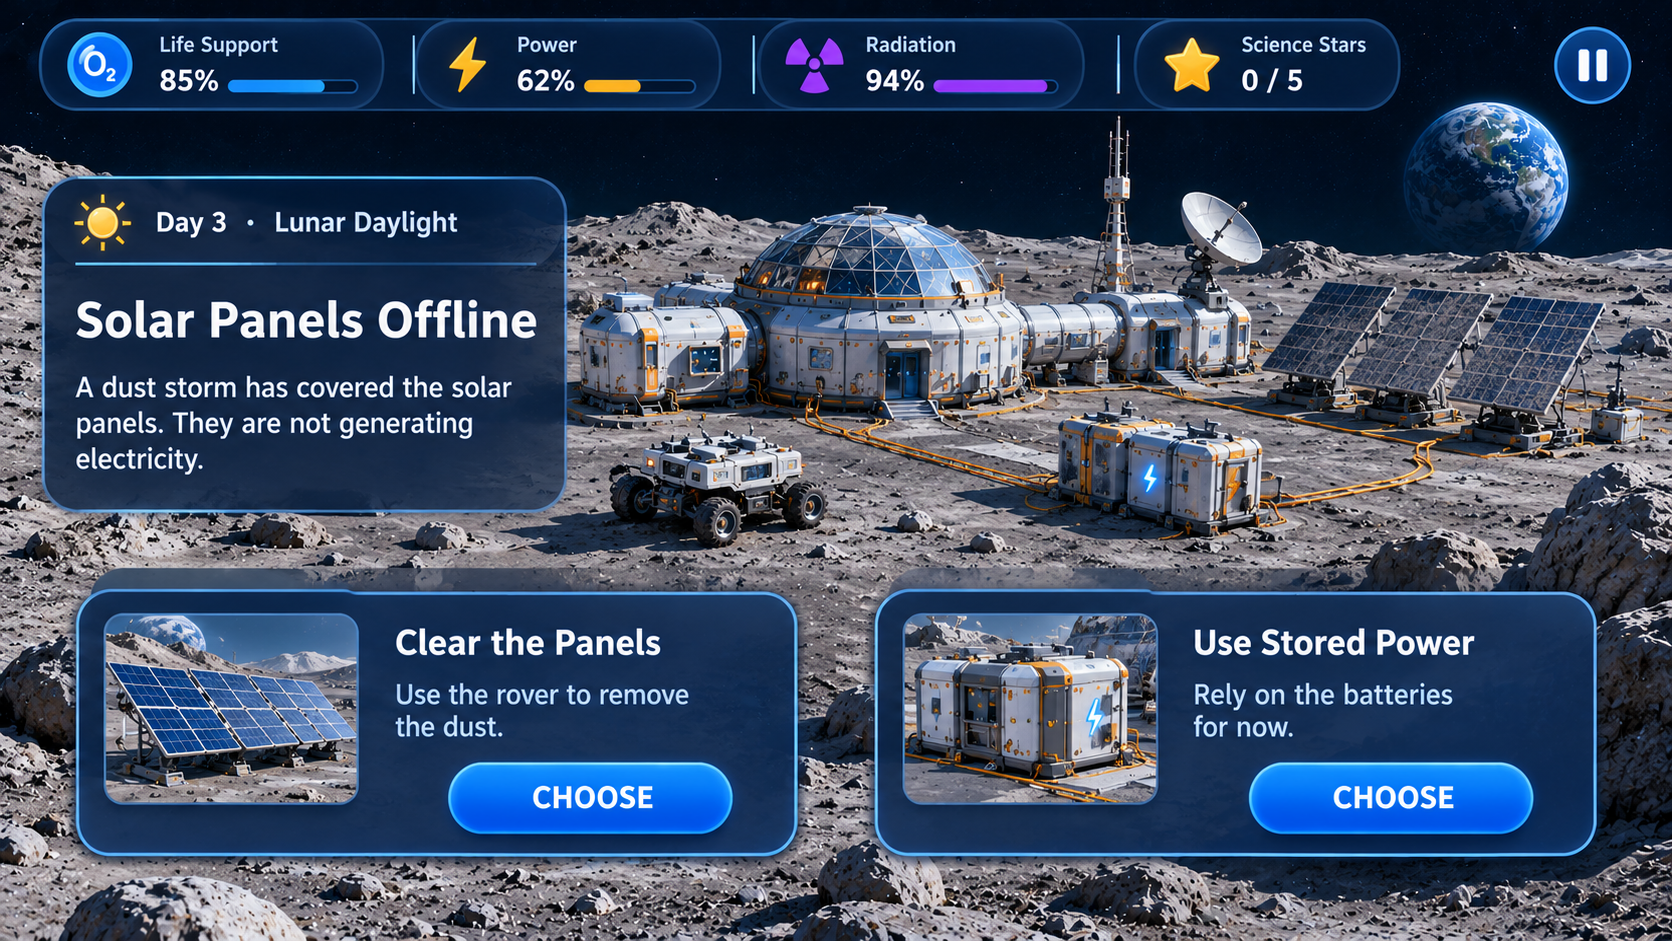 Life Support
85%
Power
62%
Radiation
94%
Science Stars
0 / 5
O2
Day 3 · Lunar Daylight
Solar Panels Offline
A dust storm has covered the solar
panels. They are not generating
electricity.
Clear the Panels
Use the rover to remove
the dust.
CHOOSE
Use Stored Power
Rely on the batteries
for now.
CHOOSE